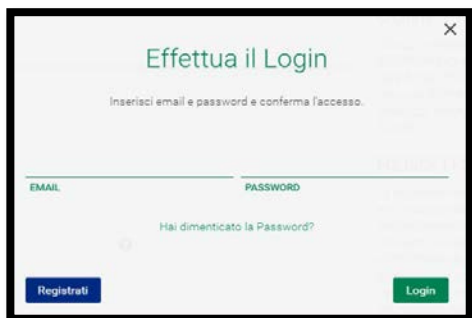 Effettua il Login
Inserisci email e password e conferma l'accesso.
EMAIL PASSWORD
Hai dimenticato la Password?
Registrati Login